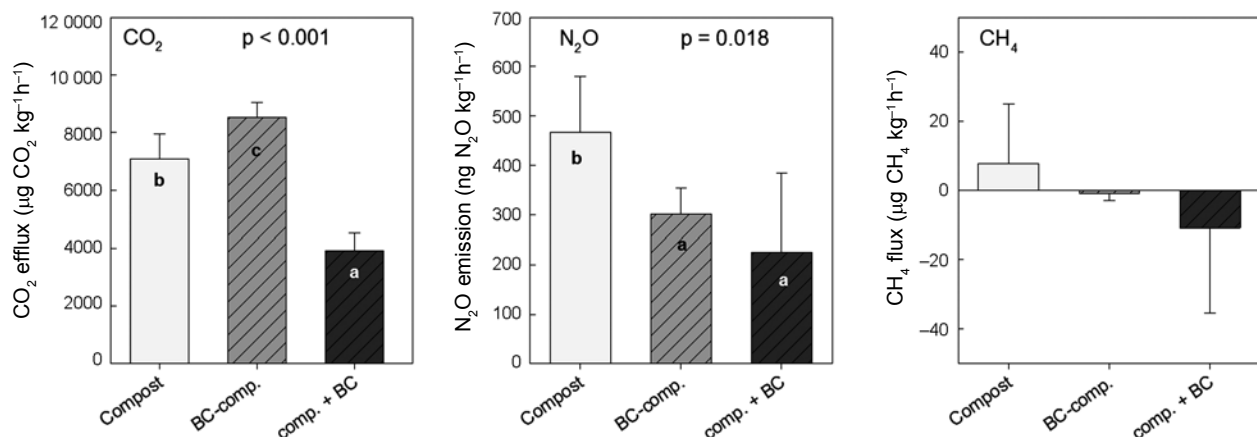 CO₂ efflux (µg CO₂ kg⁻¹h⁻¹)
12 0000
10 000
8000
6000
4000
2000
0
CO₂ p < 0.001
b
c
a
Compost
BC-comp.
comp. + BC
N₂O emission (ng N₂O kg⁻¹h⁻¹)
700
600
500
400
300
200
100
0
N₂O p = 0.018
b
a
a
Compost
BC-comp.
comp. + BC
CH₄ flux (µg CH₄ kg⁻¹h⁻¹)
40
20
0
–20
–40
CH₄
Compost
BC-comp.
comp. + BC